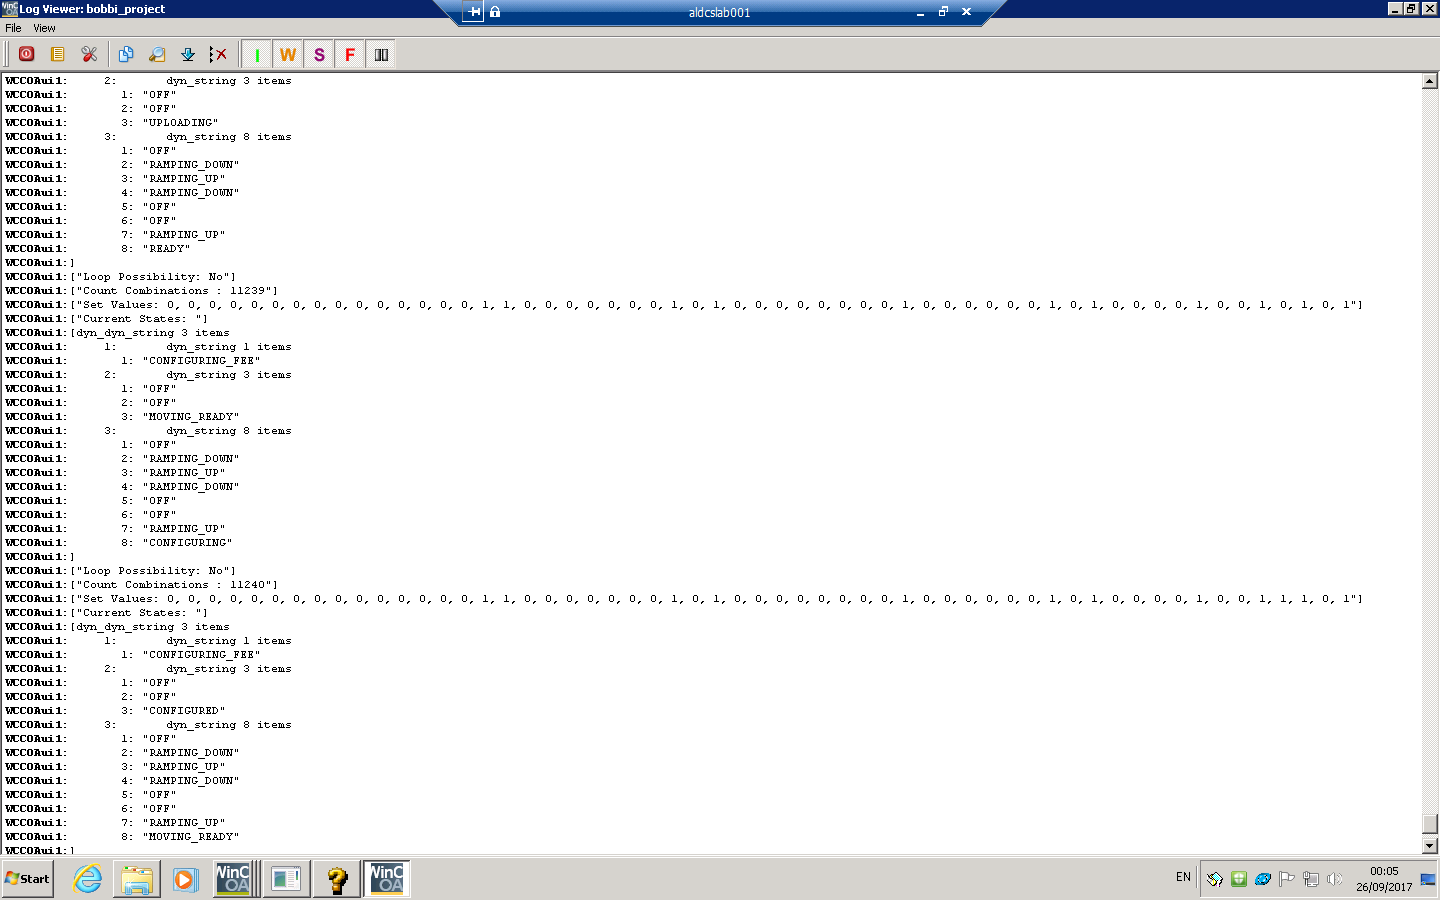 Log Viewer: bobbi_project
aldcslab001
File View
I W S F
WCCOAui1: 2: dyn_string 3 items
WCCOAui1: 1: "OFF"
WCCOAui1: 2: "OFF"
WCCOAui1: 3: "UPLOADING"
WCCOAui1: 3: dyn_string 8 items
WCCOAui1: 1: "OFF"
WCCOAui1: 2: "RAMPING_DOWN"
WCCOAui1: 3: "RAMPING_UP"
WCCOAui1: 4: "RAMPING_DOWN"
WCCOAui1: 5: "OFF"
WCCOAui1: 6: "OFF"
WCCOAui1: 7: "RAMPING_UP"
WCCOAui1: 8: "READY"
WCCOAui1:]
WCCOAui1:["Loop Possibility: No"]
WCCOAui1:["Count Combinations : 11239"]
WCCOAui1:["Set Values: 0, 0, 0, 0, 0, 0, 0, 0, 0, 0, 0, 0, 0, 0, 0, 1, 1, 0, 0, 0, 0, 0, 0, 0, 1, 0, 1, 0, 0, 0, 0, 0, 0, 0, 0, 1, 0, 0, 0, 0, 0, 0, 1, 0, 1, 0, 0, 0, 0, 1, 0, 0, 1, 0, 1, 0, 1"]
WCCOAui1:["Current States: "]
WCCOAui1:[dyn_dyn_string 3 items
WCCOAui1: 1: dyn_string 1 items
WCCOAui1: 1: "CONFIGURING_FEE"
WCCOAui1: 2: dyn_string 3 items
WCCOAui1: 1: "OFF"
WCCOAui1: 2: "OFF"
WCCOAui1: 3: "MOVING_READY"
WCCOAui1: 3: dyn_string 8 items
WCCOAui1: 1: "OFF"
WCCOAui1: 2: "RAMPING_DOWN"
WCCOAui1: 3: "RAMPING_UP"
WCCOAui1: 4: "RAMPING_DOWN"
WCCOAui1: 5: "OFF"
WCCOAui1: 6: "OFF"
WCCOAui1: 7: "RAMPING_UP"
WCCOAui1: 8: "CONFIGURING"
WCCOAui1:]
WCCOAui1:["Loop Possibility: No"]
WCCOAui1:["Count Combinations : 11240"]
WCCOAui1:["Set Values: 0, 0, 0, 0, 0, 0, 0, 0, 0, 0, 0, 0, 0, 0, 0, 1, 1, 0, 0, 0, 0, 0, 0, 0, 1, 0, 1, 0, 0, 0, 0, 0, 0, 0, 0, 1, 0, 0, 0, 0, 0, 0, 1, 0, 1, 0, 0, 0, 0, 1, 0, 0, 1, 1, 1, 0, 1"]
WCCOAui1:["Current States: "]
WCCOAui1:[dyn_dyn_string 3 items
WCCOAui1: 1: dyn_string 1 items
WCCOAui1: 1: "CONFIGURING_FEE"
WCCOAui1: 2: dyn_string 3 items
WCCOAui1: 1: "OFF"
WCCOAui1: 2: "OFF"
WCCOAui1: 3: "CONFIGURED"
WCCOAui1: 3: dyn_string 8 items
WCCOAui1: 1: "OFF"
WCCOAui1: 2: "RAMPING_DOWN"
WCCOAui1: 3: "RAMPING_UP"
WCCOAui1: 4: "RAMPING_DOWN"
WCCOAui1: 5: "OFF"
WCCOAui1: 6: "OFF"
WCCOAui1: 7: "RAMPING_UP"
WCCOAui1: 8: "MOVING_READY"
WCCOAui1:]
Start
WinC OA
WinC OA
EN
00:05
26/09/2017